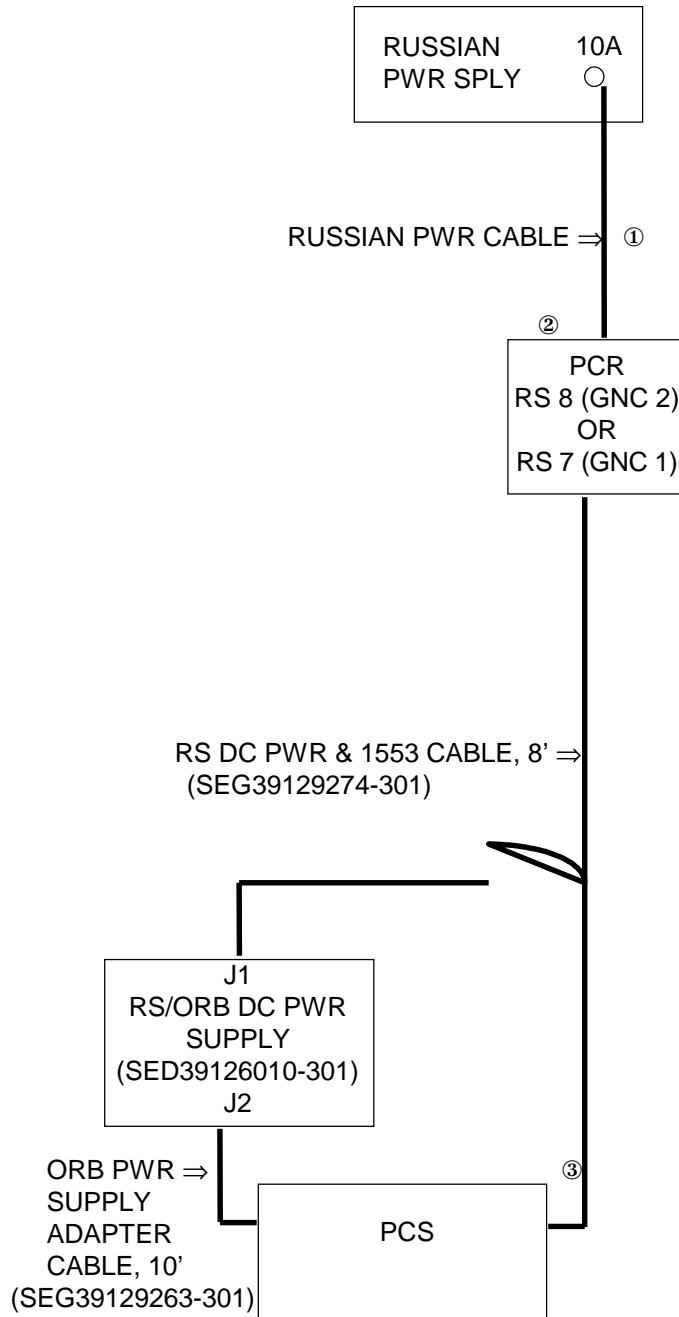 RUSSIAN 10A
PWR SPLY
RUSSIAN PWR CABLE ⇒ ①
②
PCR
RS 8 (GNC 2)
OR
RS 7 (GNC 1)
RS DC PWR & 1553 CABLE, 8’ ⇒
(SEG39129274-301)
J1
RS/ORB DC PWR
SUPPLY
(SED39126010-301)
J2
ORB PWR ⇒
SUPPLY
ADAPTER
CABLE, 10’
(SEG39129263-301)
③
PCS